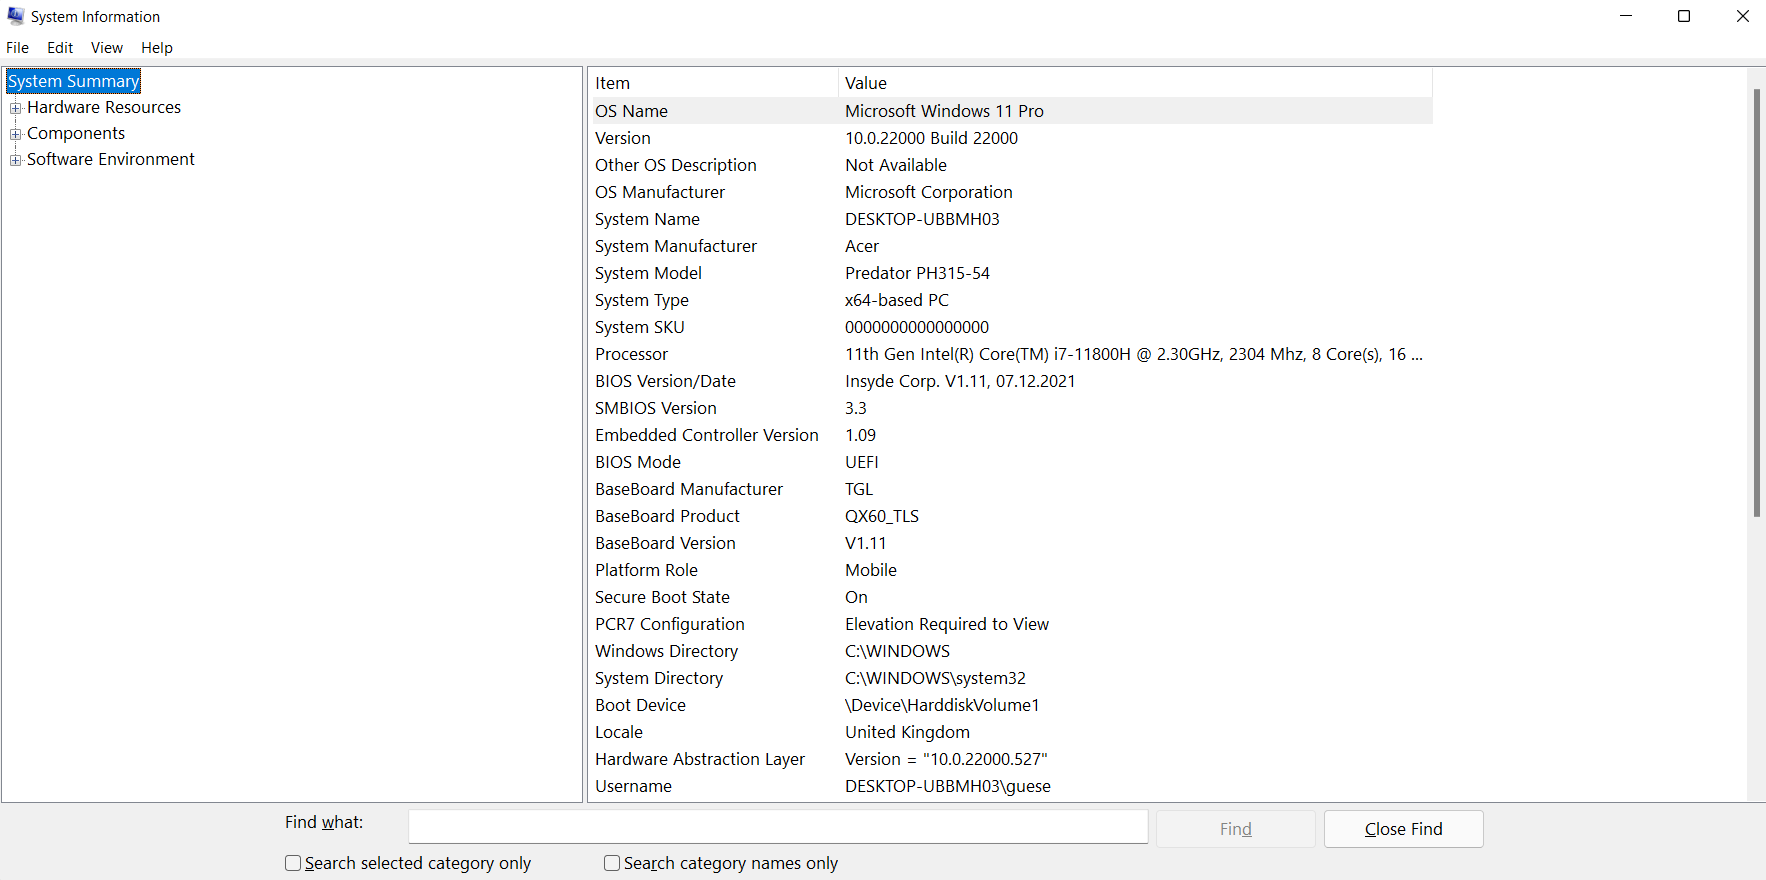 System Information
File Edit View Help
System Summary
Hardware Resources
Components
Software Environment
Item Value
OS Name Microsoft Windows 11 Pro
Version 10.0.22000 Build 22000
Other OS Description Not Available
OS Manufacturer Microsoft Corporation
System Name DESKTOP-UBBMH03
System Manufacturer Acer
System Model Predator PH315-54
System Type x64-based PC
System SKU 0000000000000000
Processor 11th Gen Intel(R) Core(TM) i7-11800H @ 2.30GHz, 2304 Mhz, 8 Core(s), 16 ...
BIOS Version/Date Insyde Corp. V1.11, 07.12.2021
SMBIOS Version 3.3
Embedded Controller Version 1.09
BIOS Mode UEFI
BaseBoard Manufacturer TGL
BaseBoard Product QX60_TLS
BaseBoard Version V1.11
Platform Role Mobile
Secure Boot State On
PCR7 Configuration Elevation Required to View
Windows Directory C:\WINDOWS
System Directory C:\WINDOWS\system32
Boot Device \Device\HarddiskVolume1
Locale United Kingdom
Hardware Abstraction Layer Version = "10.0.22000.527"
Username DESKTOP-UBBMH03\guese
Find what: Find Close Find
Search selected category only Search category names only